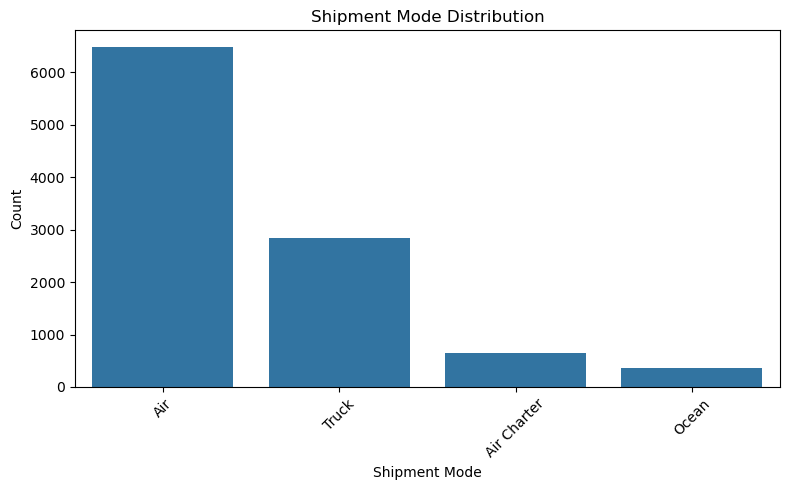 Shipment Mode Distribution
Count
6000
5000
4000
3000
2000
1000
0
Air
Truck
Air Charter
Ocean
Shipment Mode